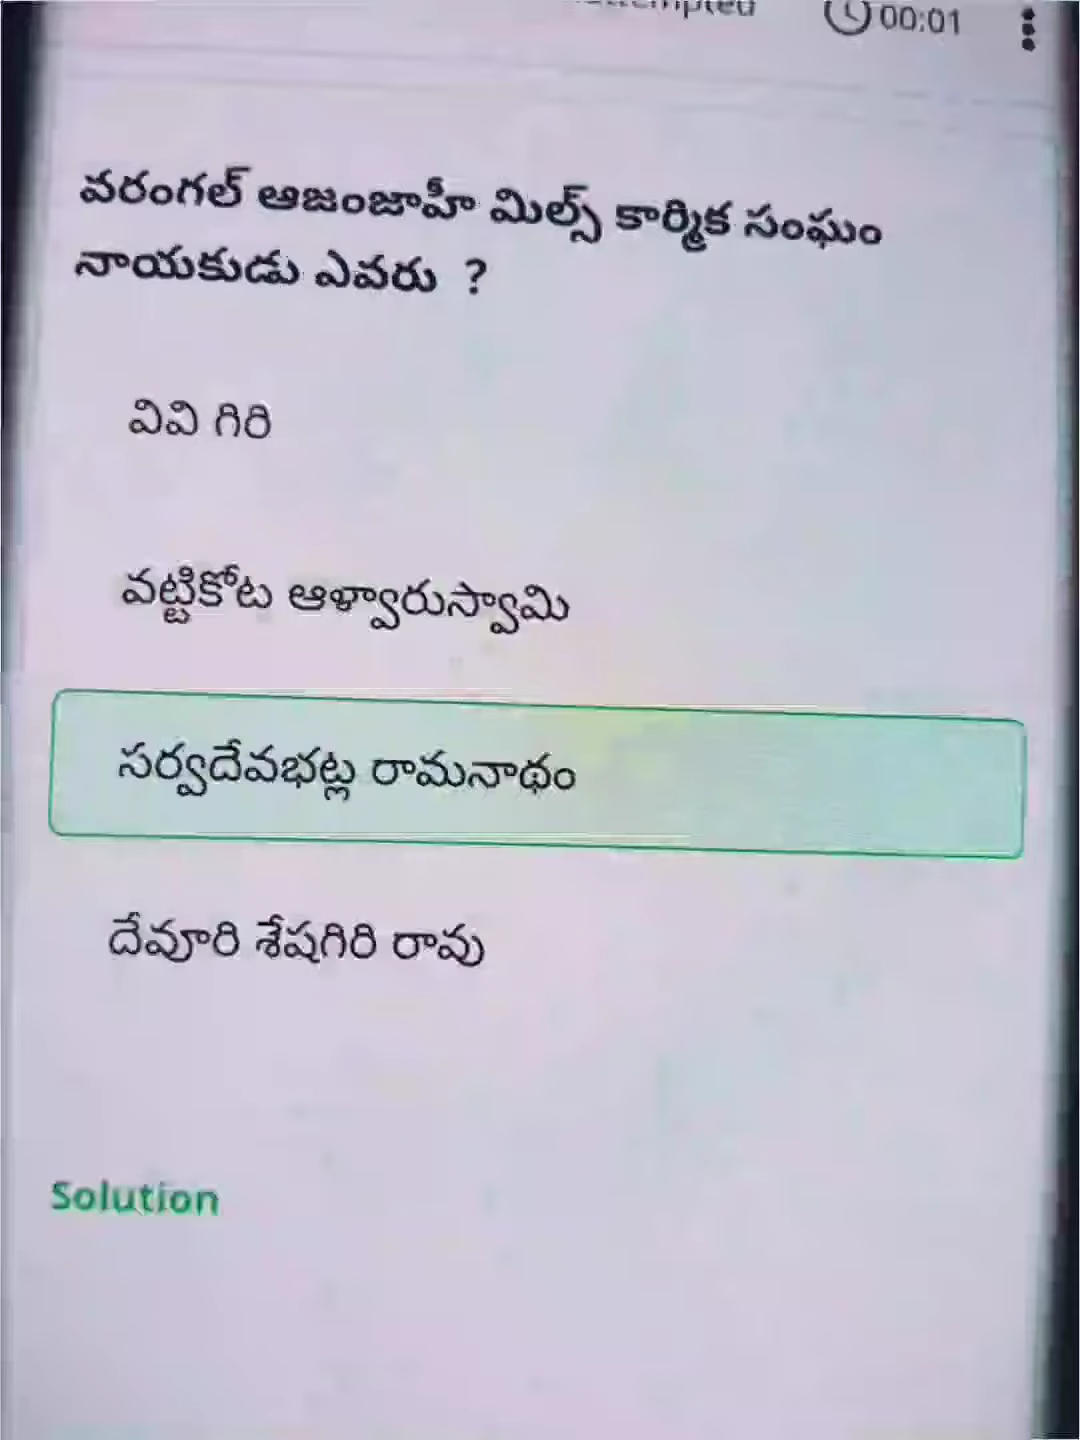 00:01
వరంగల్ ఆజంజాహీ మిల్స్ కార్మిక సంఘం
నాయకుడు ఎవరు ?
వివి గిరి
వట్టికోట ఆళ్వారుస్వామి
సర్వదేవభట్ల రామనాథం
దేవూరి శేషగిరి రావు
Solution